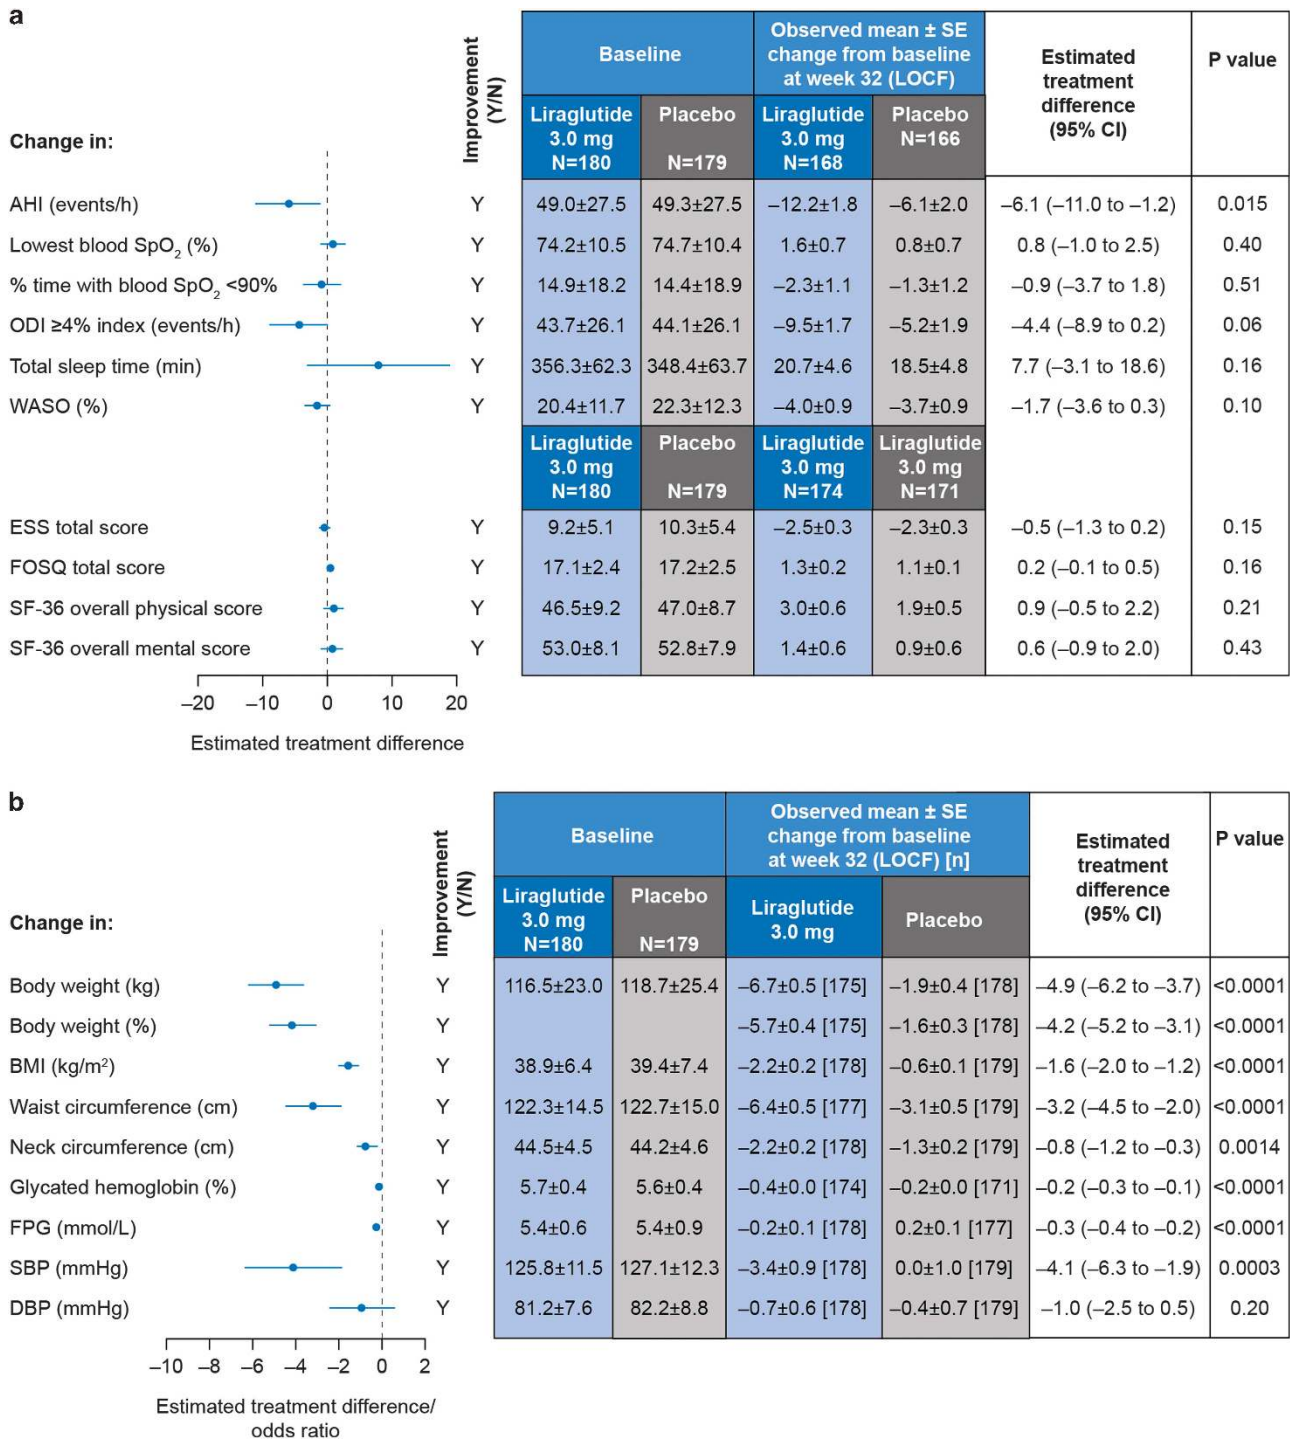 a
Change in:
Improvement (Y/N)
Baseline
Observed mean ± SE change from baseline at week 32 (LOCF)
Estimated treatment difference (95% CI)
P value
Liraglutide 3.0 mg N=180
Placebo N=179
Liraglutide 3.0 mg N=168
Placebo N=166
AHI (events/h) Y 49.0±27.5 49.3±27.5 –12.2±1.8 –6.1±2.0 –6.1 (–11.0 to –1.2) 0.015
Lowest blood SpO2 (%) Y 74.2±10.5 74.7±10.4 1.6±0.7 0.8±0.7 0.8 (–1.0 to 2.5) 0.40
% time with blood SpO2 <90% Y 14.9±18.2 14.4±18.9 –2.3±1.1 –1.3±1.2 –0.9 (–3.7 to 1.8) 0.51
ODI ≥4% index (events/h) Y 43.7±26.1 44.1±26.1 –9.5±1.7 –5.2±1.9 –4.4 (–8.9 to 0.2) 0.06
Total sleep time (min) Y 356.3±62.3 348.4±63.7 20.7±4.6 18.5±4.8 7.7 (–3.1 to 18.6) 0.16
WASO (%) Y 20.4±11.7 22.3±12.3 –4.0±0.9 –3.7±0.9 –1.7 (–3.6 to 0.3) 0.10
Liraglutide 3.0 mg N=180
Placebo N=179
Liraglutide 3.0 mg N=174
Liraglutide 3.0 mg N=171
ESS total score Y 9.2±5.1 10.3±5.4 –2.5±0.3 –2.3±0.3 –0.5 (–1.3 to 0.2) 0.15
FOSQ total score Y 17.1±2.4 17.2±2.5 1.3±0.2 1.1±0.1 0.2 (–0.1 to 0.5) 0.16
SF-36 overall physical score Y 46.5±9.2 47.0±8.7 3.0±0.6 1.9±0.5 0.9 (–0.5 to 2.2) 0.21
SF-36 overall mental score Y 53.0±8.1 52.8±7.9 1.4±0.6 0.9±0.6 0.6 (–0.9 to 2.0) 0.43
–20 –10 0 10 20
Estimated treatment difference
b
Change in:
Improvement (Y/N)
Baseline
Observed mean ± SE change from baseline at week 32 (LOCF) [n]
Estimated treatment difference (95% CI)
P value
Liraglutide 3.0 mg N=180
Placebo N=179
Liraglutide 3.0 mg
Placebo
Body weight (kg) Y 116.5±23.0 118.7±25.4 –6.7±0.5 [175] –1.9±0.4 [178] –4.9 (–6.2 to –3.7) <0.0001
Body weight (%) Y –5.7±0.4 [175] –1.6±0.3 [178] –4.2 (–5.2 to –3.1) <0.0001
BMI (kg/m²) Y 38.9±6.4 39.4±7.4 –2.2±0.2 [178] –0.6±0.1 [179] –1.6 (–2.0 to –1.2) <0.0001
Waist circumference (cm) Y 122.3±14.5 122.7±15.0 –6.4±0.5 [177] –3.1±0.5 [179] –3.2 (–4.5 to –2.0) <0.0001
Neck circumference (cm) Y 44.5±4.5 44.2±4.6 –2.2±0.2 [178] –1.3±0.2 [179] –0.8 (–1.2 to –0.3) 0.0014
Glycated hemoglobin (%) Y 5.7±0.4 5.6±0.4 –0.4±0.0 [174] –0.2±0.0 [171] –0.2 (–0.3 to –0.1) <0.0001
FPG (mmol/L) Y 5.4±0.6 5.4±0.9 –0.2±0.1 [178] 0.2±0.1 [177] –0.3 (–0.4 to –0.2) <0.0001
SBP (mmHg) Y 125.8±11.5 127.1±12.3 –3.4±0.9 [178] 0.0±1.0 [179] –4.1 (–6.3 to –1.9) 0.0003
DBP (mmHg) Y 81.2±7.6 82.2±8.8 –0.7±0.6 [178] –0.4±0.7 [179] –1.0 (–2.5 to 0.5) 0.20
–10 –8 –6 –4 –2 0 2
Estimated treatment difference/
odds ratio